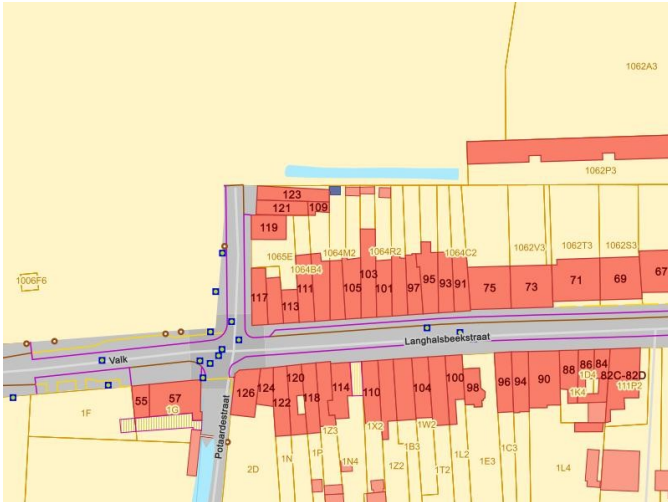 1062A3
1062P3
123
121
109
119
1065E
1064M2
1064R2
1064C2
1062V3
1062T3
1062S3
1064B4
117
113
111
105
103
101
97
95
93
91
75
73
71
69
67
1006F6
Langhalsbeekstraat
Valk
Potaardestraat
55
57
1G
1F
126
124
122
120
118
114
110
104
100
98
96
94
90
88
86
84
82C-82D
1D4
1K4
111P2
1Z3
1X2
1W2
2D
1N
1P
1N4
1Z2
1B3
1T2
1L2
1E3
1C3
1L4